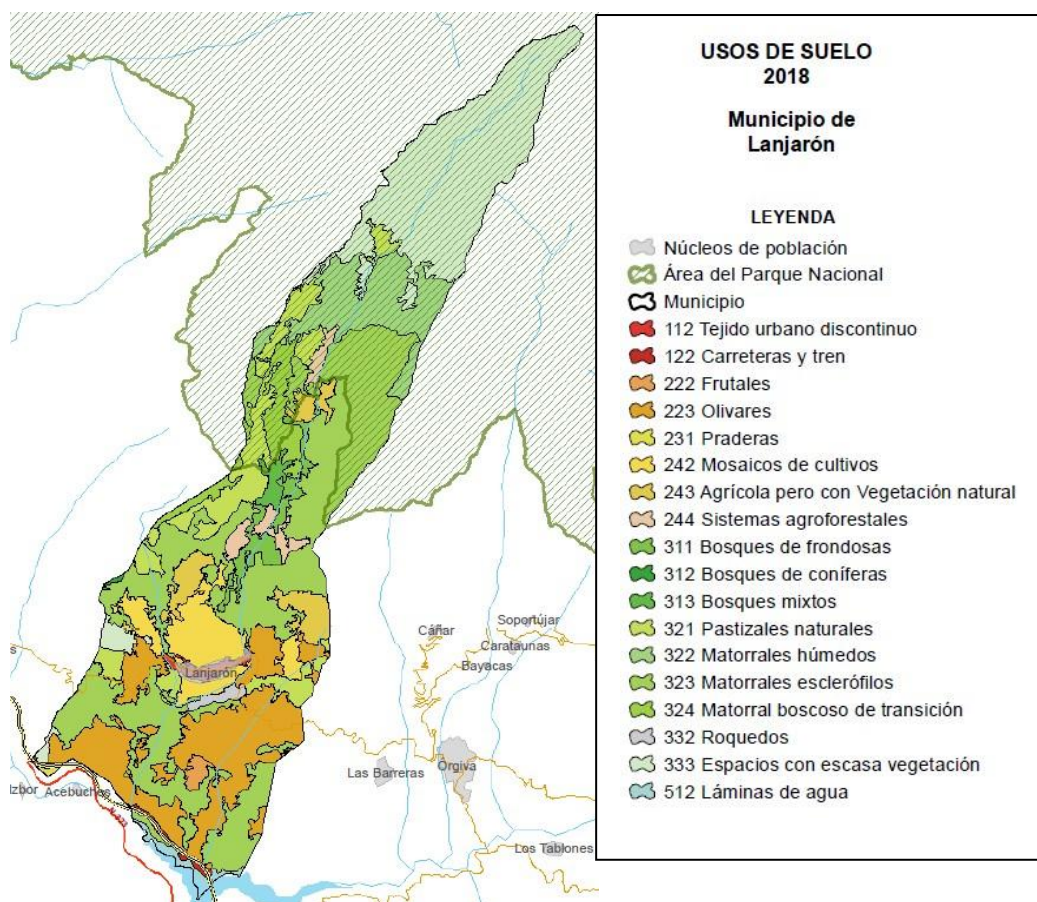 USOS DE SUELO
2018
Municipio de
Lanjarón
LEYENDA
Núcleos de población
Área del Parque Nacional
Municipio
112 Tejido urbano discontinuo
122 Carreteras y tren
222 Frutales
223 Olivares
231 Praderas
242 Mosaicos de cultivos
243 Agrícola pero con Vegetación natural
244 Sistemas agroforestales
311 Bosques de frondosas
312 Bosques de coníferas
313 Bosques mixtos
321 Pastizales naturales
322 Matorrales húmedos
323 Matorrales esclerófilos
324 Matorral boscoso de transición
332 Roquedos
333 Espacios con escasa vegetación
512 Láminas de agua
Soportújar
Cáñar
Carataunas
Bayacas
Lanjarón
s
Las Barreras
Órgiva
Izbor
Acebuches
Los Tablones